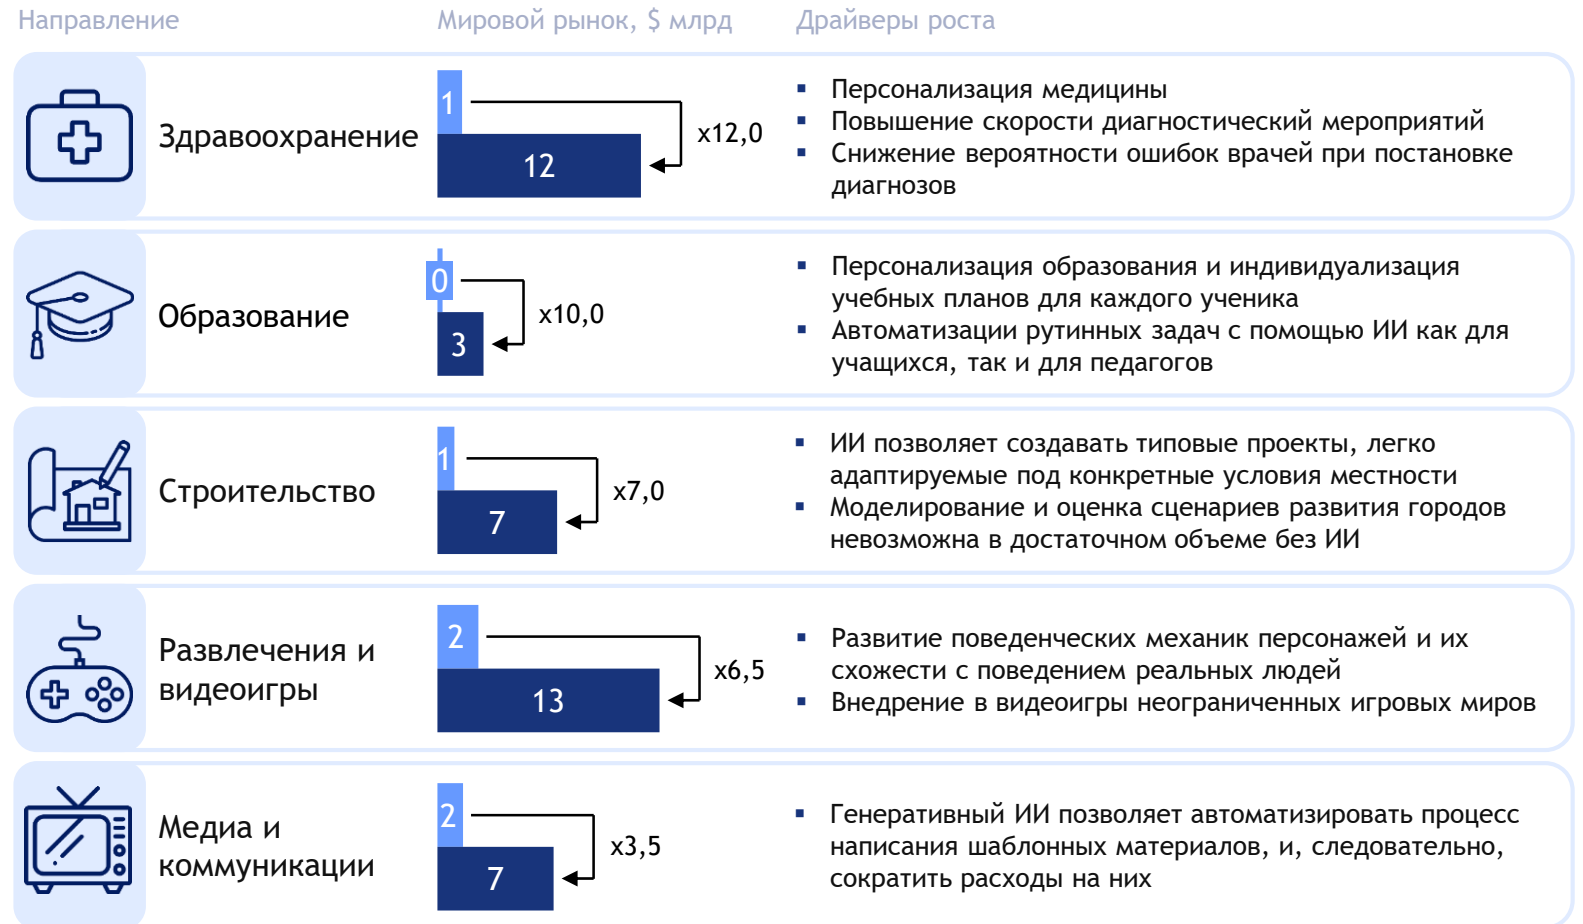 Направление Мировой рынок, $ млрд Драйверы роста
Здравоохранение
1
12
x12,0
▪ Персонализация медицины
▪ Повышение скорости диагностический мероприятий
▪ Снижение вероятности ошибок врачей при постановке
диагнозов
Образование
0
3
x10,0
▪ Персонализация образования и индивидуализация
учебных планов для каждого ученика
▪ Автоматизации рутинных задач с помощью ИИ как для
учащихся, так и для педагогов
Строительство
1
7
x7,0
▪ ИИ позволяет создавать типовые проекты, легко
адаптируемые под конкретные условия местности
▪ Моделирование и оценка сценариев развития городов
невозможна в достаточном объеме без ИИ
Развлечения и
видеоигры
2
13
x6,5
▪ Развитие поведенческих механик персонажей и их
схожести с поведением реальных людей
▪ Внедрение в видеоигры неограниченных игровых миров
Медиа и
коммуникации
2
7
x3,5
▪ Генеративный ИИ позволяет автоматизировать процесс
написания шаблонных материалов, и, следовательно,
сократить расходы на них